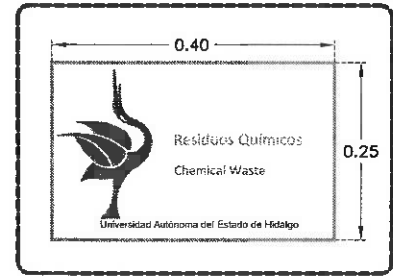 0.40
Residuos Químicos
0.25
Chemical Waste
Universidad Autónoma del Estado de Hidalgo